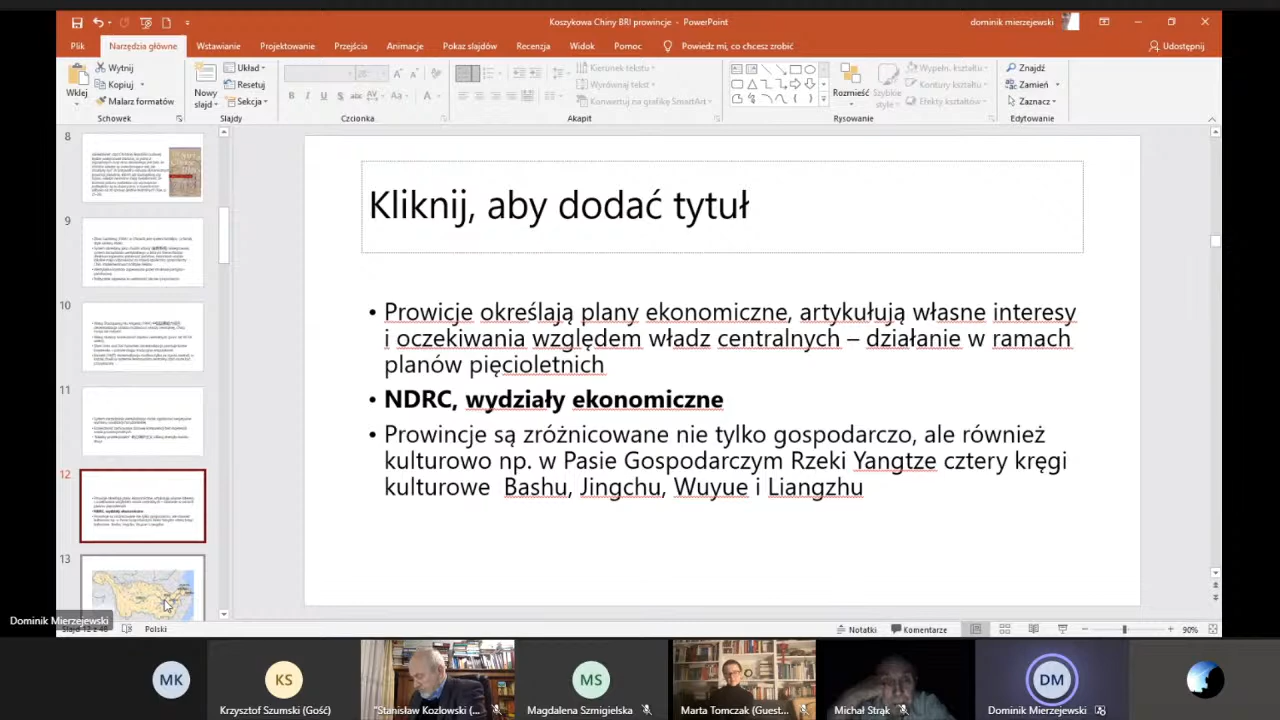 Koszykowa Chiny BRI prowincje - PowerPoint
dominik mierzejewski
Plik Narzędzia główne Wstawianie Projektowanie Przejścia Animacje Pokaz slajdów Recenzja Widok Pomoc Powiedz mi, co chcesz zrobić Udostępnij
Wklej
Wytnij
Kopiuj
Malarz formatów
Schowek
Nowy slajd
Układ
Resetuj
Sekcja
Slajdy
Czcionka
Kierunek tekstu
Wyrównaj tekst
Konwertuj na grafikę SmartArt
Akapit
Rozmieść
Szybkie style
Wypełn. kształtu
Kontury kształtu
Efekty kształtu
Rysowanie
Znajdź
Zamień
Zaznacz
Edytowanie
8
9
10
11
12
13
Kliknij, aby dodać tytuł
• Prowicje określają plany ekonomiczne, artykułują własne interesy
i oczekiwania względem władz centralnych – działanie w ramach
planów pięcioletnich
• NDRC, wydziały ekonomiczne
• Prowincje są zróżnicowane nie tylko gospodarczo, ale również
kulturowo np. w Pasie Gospodarczym Rzeki Yangtze cztery kręgi
kulturowe Bashu, Jingchu, Wuyue i Liangzhu
Dominik Mierzejewski
Slajd 12 z 48 Polski
Notatki Komentarze 90%
MK
KS
MS
DM
Krzysztof Szumski (Gość)
"Stanisław Kozłowski (...
Magdalena Szmigielska
Marta Tomczak (Guest...
Michał Strąk
Dominik Mierzejewski